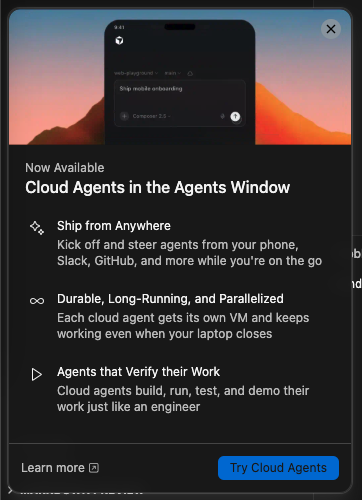 9:41
web-playground
main
Ship mobile onboarding
Now Available
Cloud Agents in the Agents Window
Ship from Anywhere
Kick off and steer agents from your phone,
Slack, GitHub, and more while you're on the go
Durable, Long-Running, and Parallelized
Each cloud agent gets its own VM and keeps
working even when your laptop closes
Agents that Verify their Work
Cloud agents build, run, test, and demo their
work just like an engineer
Learn more
Try Cloud Agents